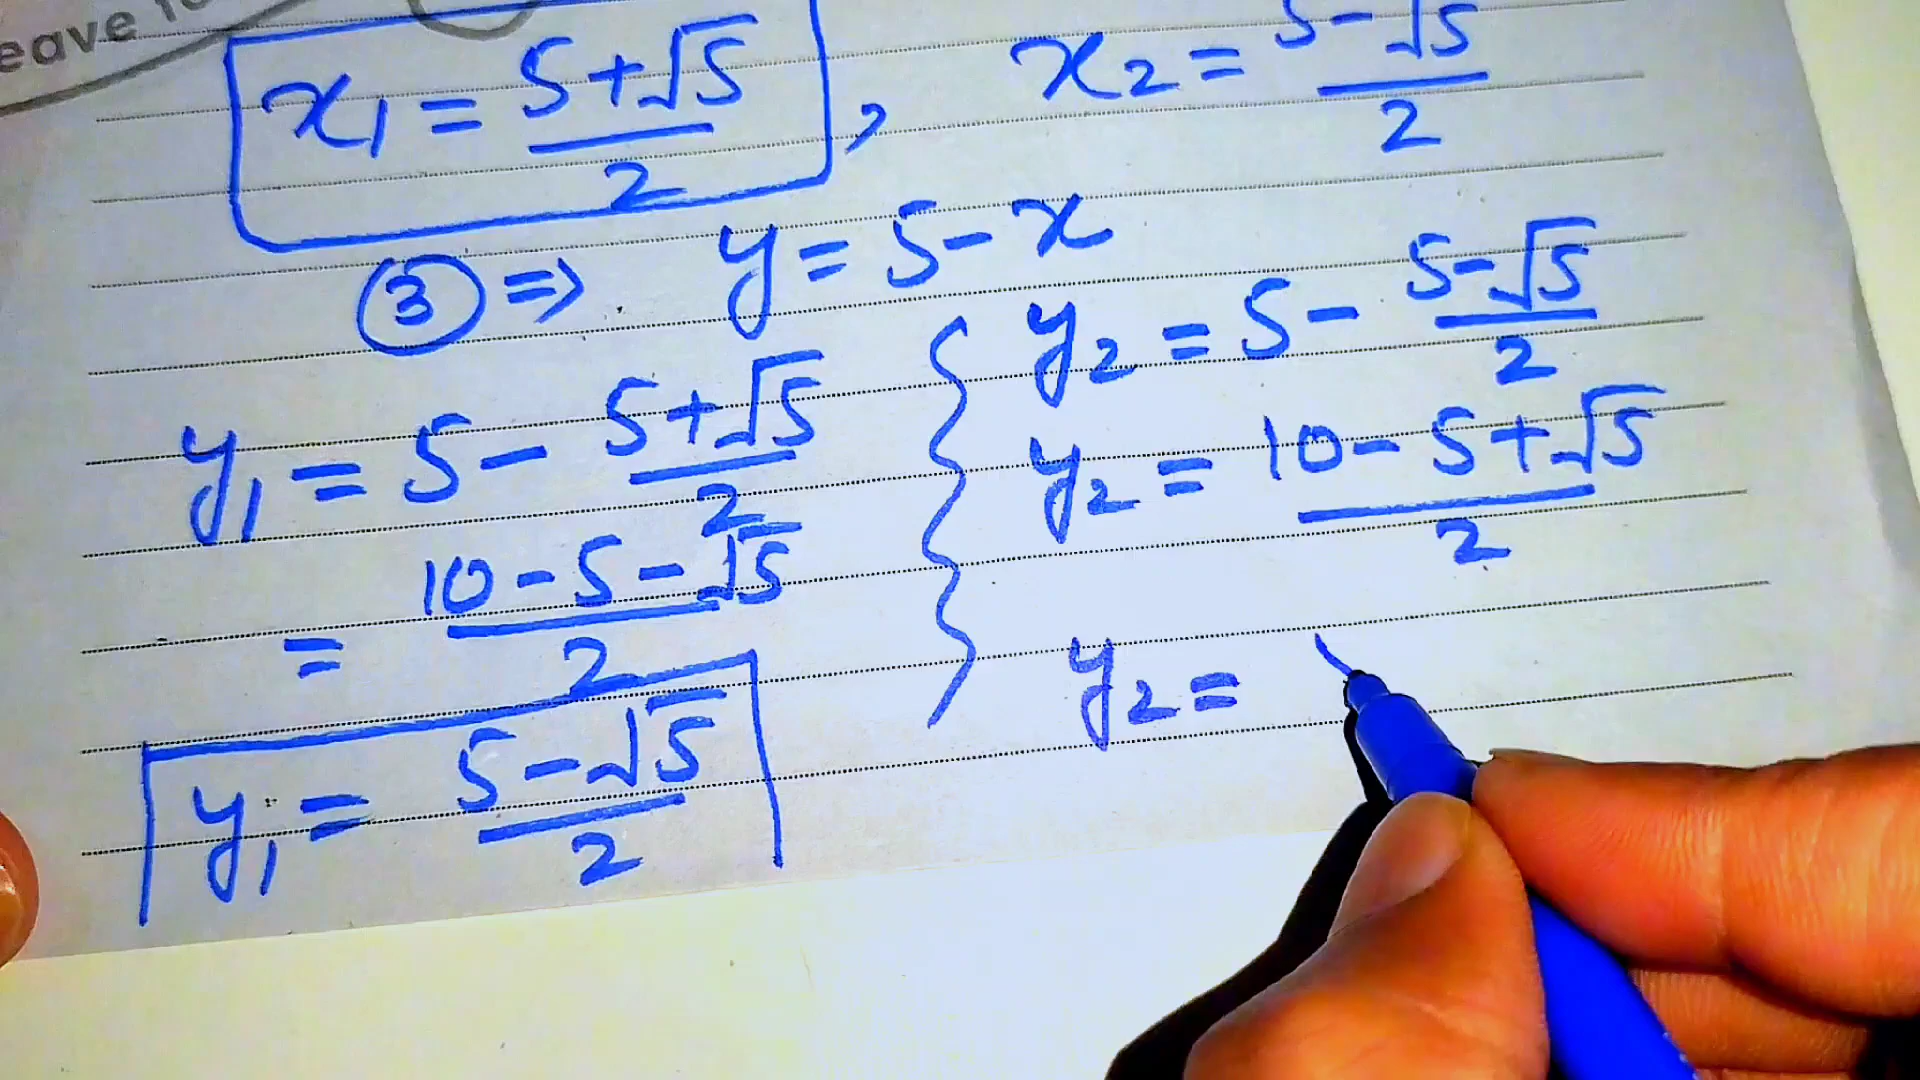 eave
x₁ = (5+√5)/2 , x₂ = (5-√5)/2
③ ⇒ y = 5 - x
y₁ = 5 - (5+√5)/2
= (10-5-√5)/2
y₁ = (5-√5)/2
y₂ = 5 - (5-√5)/2
y₂ = (10-5+√5)/2
y₂ =